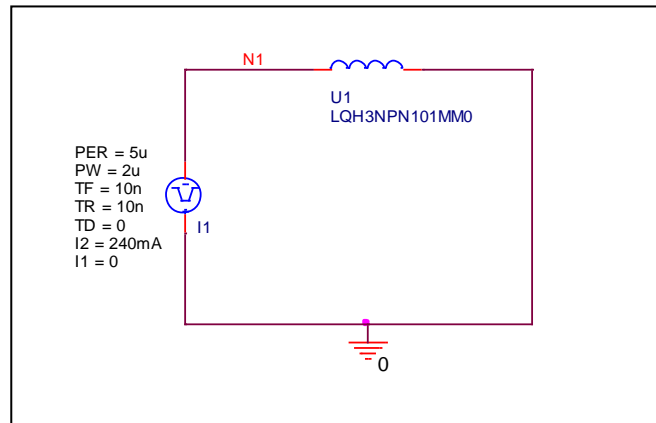 N1
U1
LQH3NPN101MM0
PER = 5u
PW = 2u
TF = 10n
TR = 10n
TD = 0
I2 = 240mA
I1 = 0
I1
0